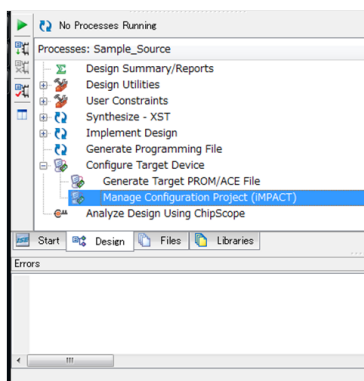 No Processes Running
Processes: Sample_Source
Design Summary/Reports
Design Utilities
User Constraints
Synthesize - XST
Implement Design
Generate Programming File
Configure Target Device
Generate Target PROM/ACE File
Manage Configuration Project (iMPACT)
Analyze Design Using ChipScope
Start Design Files Libraries
Errors